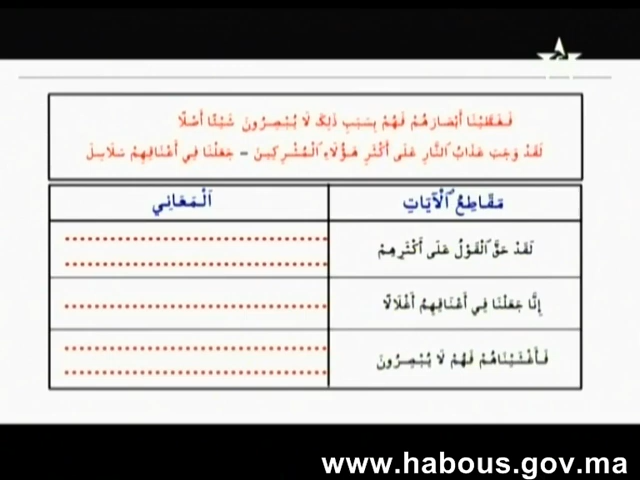 فَغَطَّيْنَا أَبْصَارَهُمْ فَهُمْ بِسَبَبِ ذَلِكَ لَا يُبْصِرُونَ شَيْئًا أَصْلًا
لَقَدْ وَجَبَ عَذَابُ النَّارِ عَلَى أَكْثَرِ هَؤُلَاءِ الْمُشْرِكِينَ – جَعَلْنَا فِي أَعْنَاقِهِمْ سَلَاسِلَ
مَقَاطِعُ الْآيَاتِ اَلْمَعَانِي
لَقَدْ حَقَّ الْقَوْلُ عَلَى أَكْثَرِهِمْ
إِنَّا جَعَلْنَا فِي أَعْنَاقِهِمُ أَغْلَالًا
فَأَغْشَيْنَاهُمْ فَهُمْ لَا يُبْصِرُونَ
www.habous.gov.ma